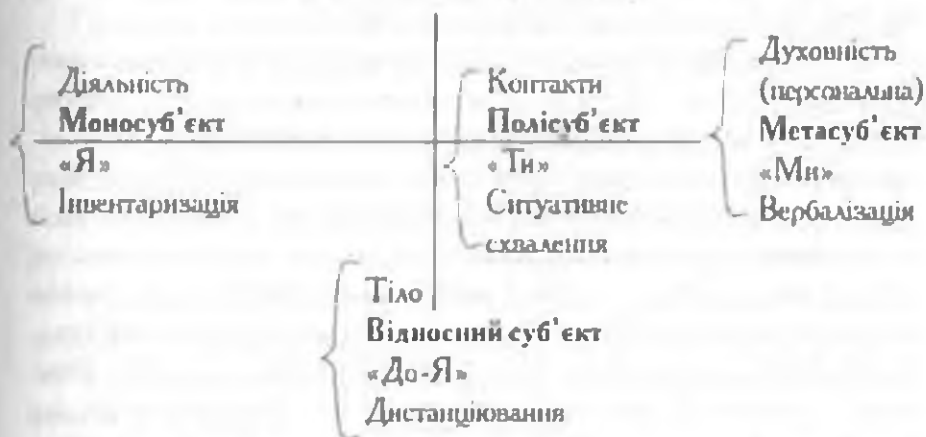 Діяльність
Моносуб'єкт
«Я»
Інвентаризація
Контакти
Полісуб'єкт
«Ти»
Ситуативне
схвалення
Духовність
(персональна)
Метасуб'єкт
«Ми»
Вербалізація
Тіло
Відносний суб'єкт
«До-Я»
Дистанціювання